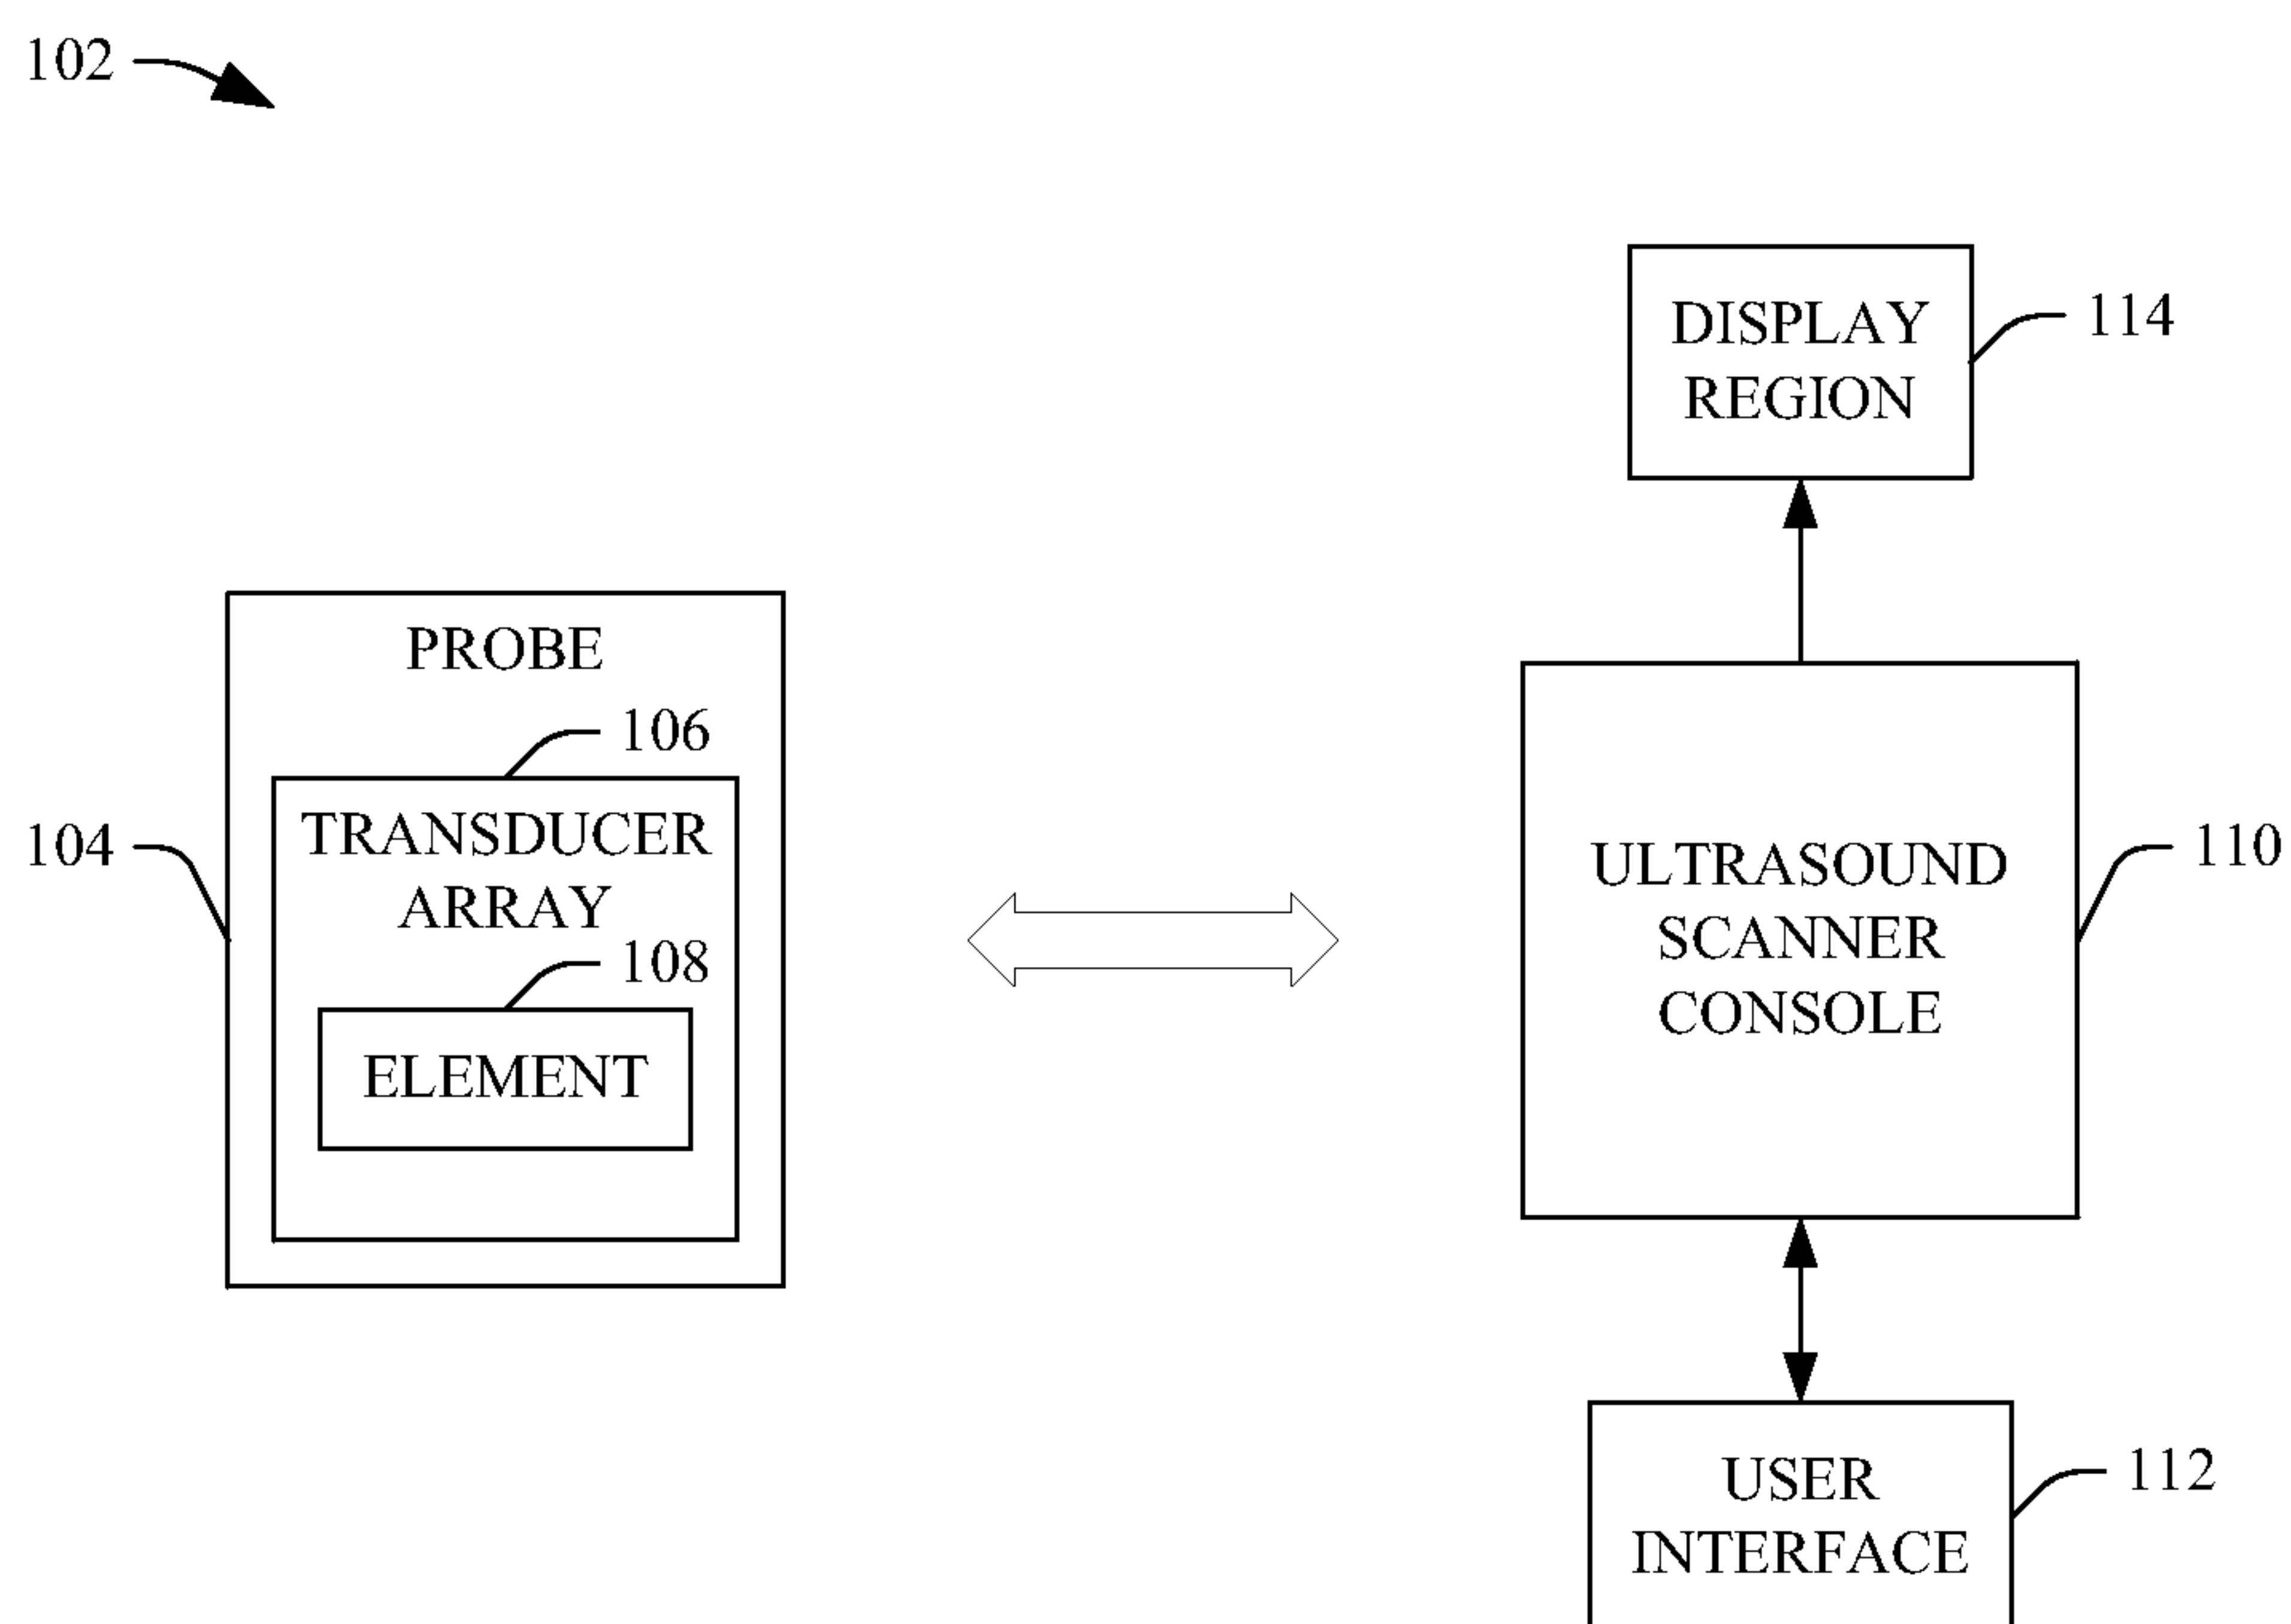 102
DISPLAY
REGION
114
PROBE
106
TRANSDUCER
ARRAY
104
108
ELEMENT
ULTRASOUND
SCANNER
CONSOLE
110
USER
INTERFACE
112